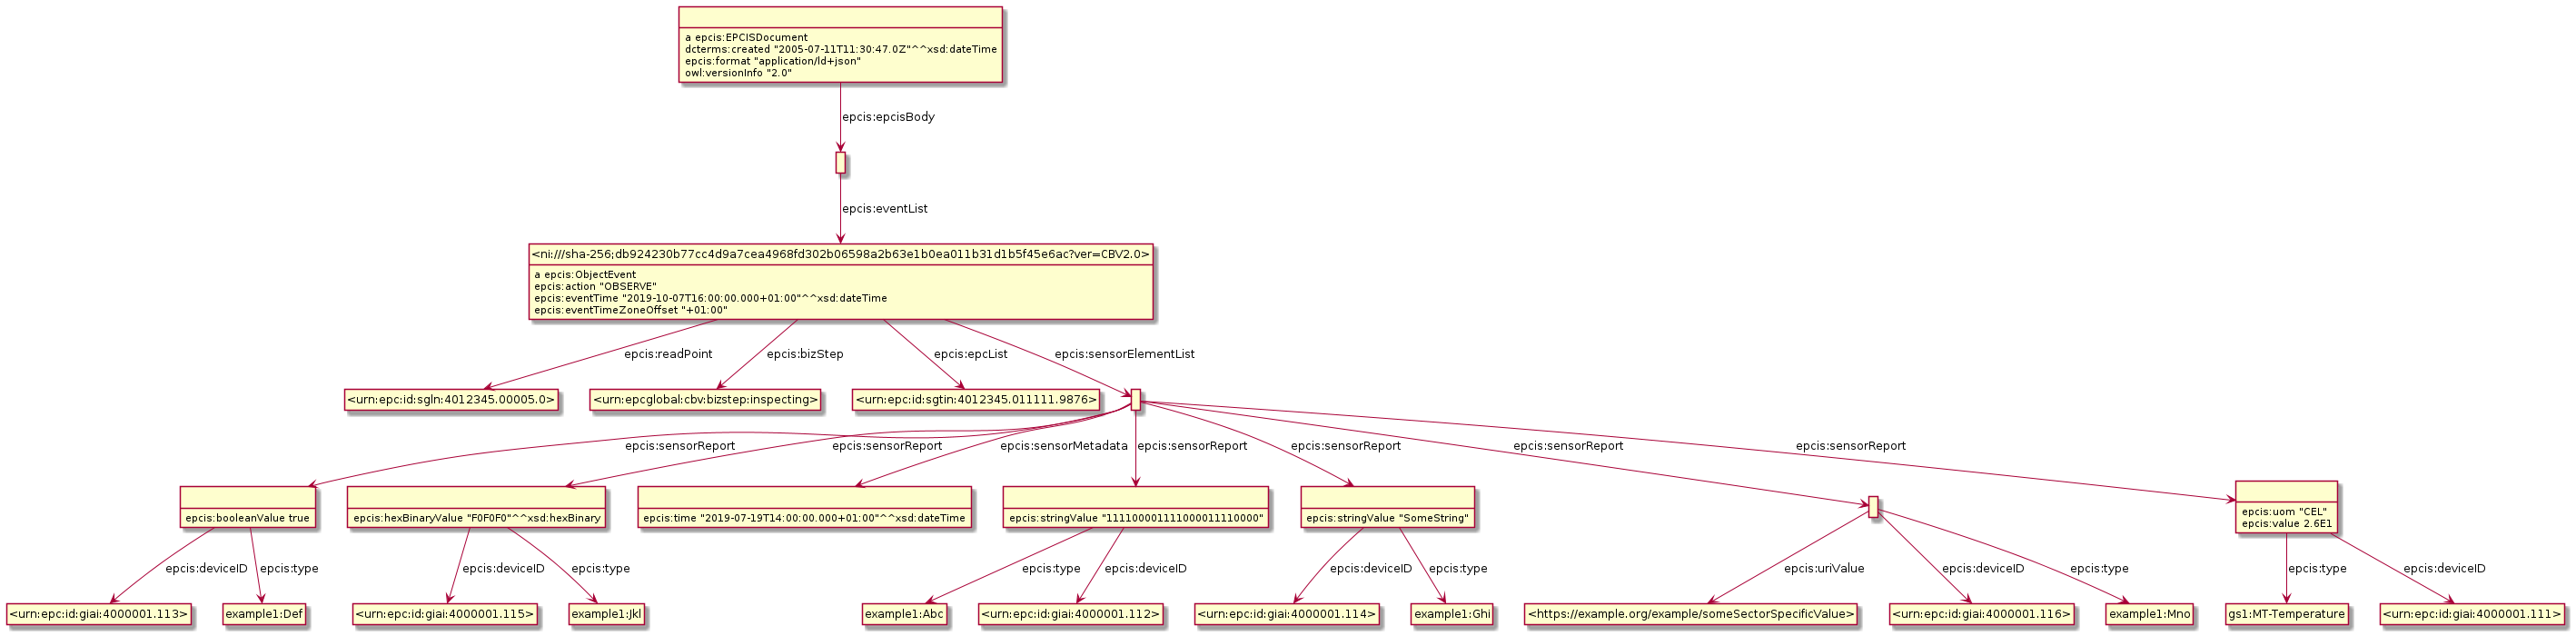 a epcis:EPCISDocument
dcterms:created "2005-07-11T11:30:47.0Z"^^xsd:dateTime
epcis:format "application/ld+json"
owl:versionInfo "2.0"
epcis:epcisBody
epcis:eventList
<ni:///sha-256;db924230b77cc4d9a7cea4968fd302b06598a2b63e1b0ea011b31d1b5f45e6ac?ver=CBV2.0>
a epcis:ObjectEvent
epcis:action "OBSERVE"
epcis:eventTime "2019-10-07T16:00:00.000+01:00"^^xsd:dateTime
epcis:eventTimeZoneOffset "+01:00"
epcis:readPoint
epcis:bizStep
epcis:epcList
epcis:sensorElementList
<urn:epc:id:sgln:4012345.00005.0>
<urn:epcglobal:cbv:bizstep:inspecting>
<urn:epc:id:sgtin:4012345.011111.9876>
epcis:sensorReport
epcis:sensorReport
epcis:sensorMetadata
epcis:sensorReport
epcis:sensorReport
epcis:sensorReport
epcis:sensorReport
epcis:booleanValue true
epcis:hexBinaryValue "F0F0F0"^^xsd:hexBinary
epcis:time "2019-07-19T14:00:00.000+01:00"^^xsd:dateTime
epcis:stringValue "111100001111000011110000"
epcis:stringValue "SomeString"
epcis:uom "CEL"
epcis:value 2.6E1
epcis:deviceID
epcis:type
epcis:deviceID
epcis:type
epcis:type
epcis:deviceID
epcis:deviceID
epcis:type
epcis:uriValue
epcis:deviceID
epcis:type
epcis:type
epcis:deviceID
<urn:epc:id:giai:4000001.113>
example1:Def
<urn:epc:id:giai:4000001.115>
example1:Jkl
example1:Abc
<urn:epc:id:giai:4000001.112>
<urn:epc:id:giai:4000001.114>
example1:Ghi
<https://example.org/example/someSectorSpecificValue>
<urn:epc:id:giai:4000001.116>
example1:Mno
gs1:MT-Temperature
<urn:epc:id:giai:4000001.111>